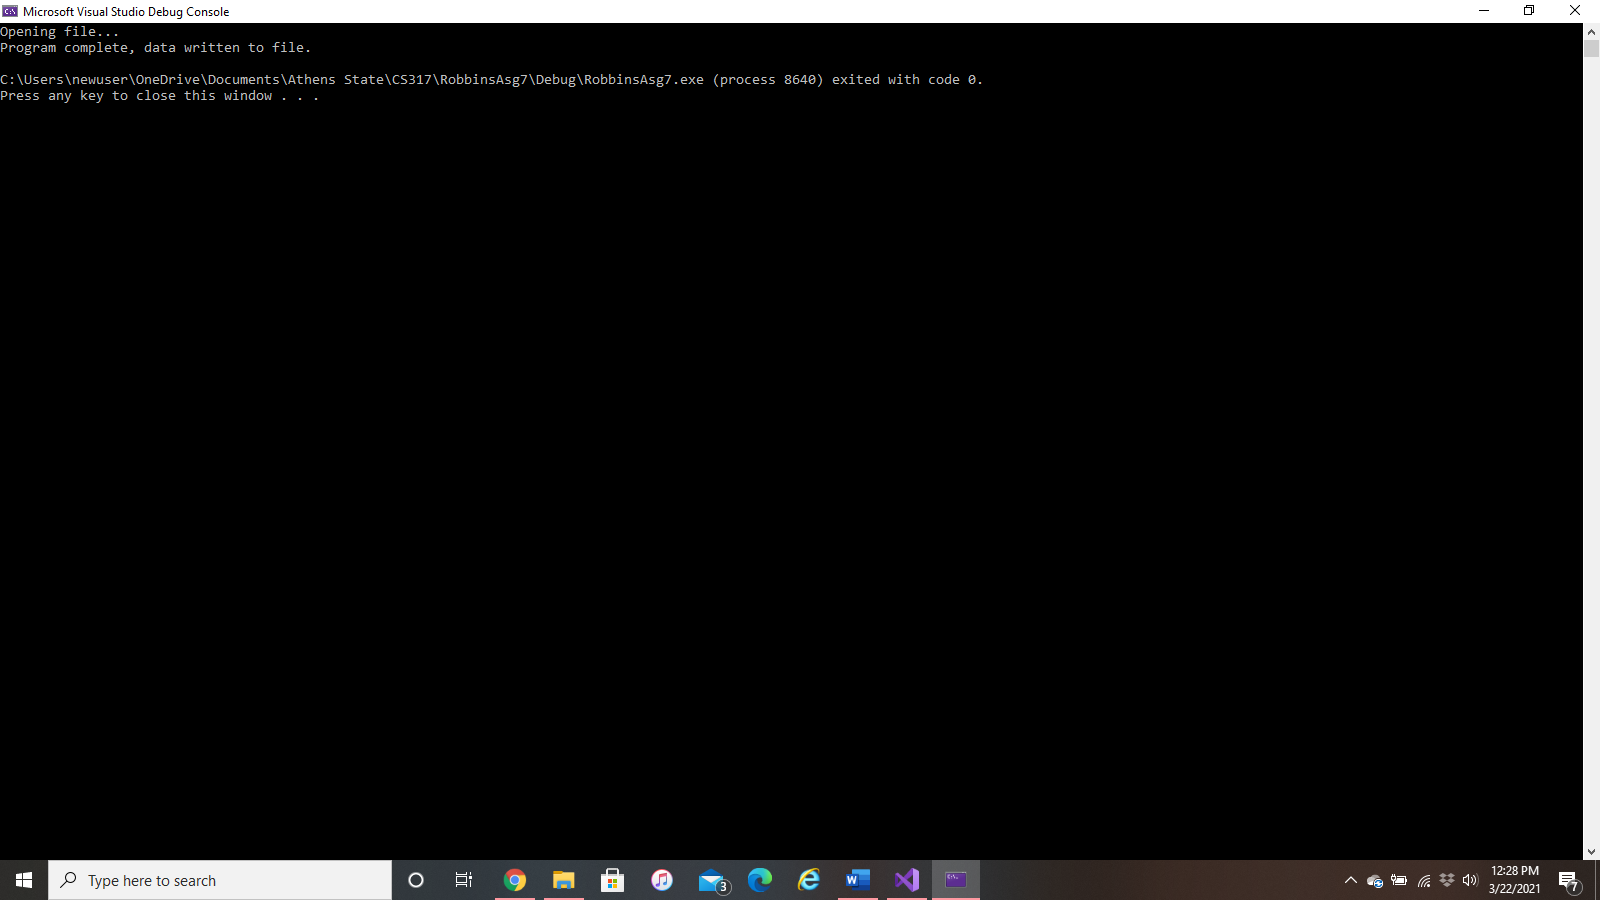 Microsoft Visual Studio Debug Console
Opening file...
Program complete, data written to file.
C:\Users\newuser\OneDrive\Documents\Athens State\CS317\RobbinsAsg7\Debug\RobbinsAsg7.exe (process 8640) exited with code 0.
Press any key to close this window . . .
Type here to search
3
W
12:28 PM
3/22/2021
7